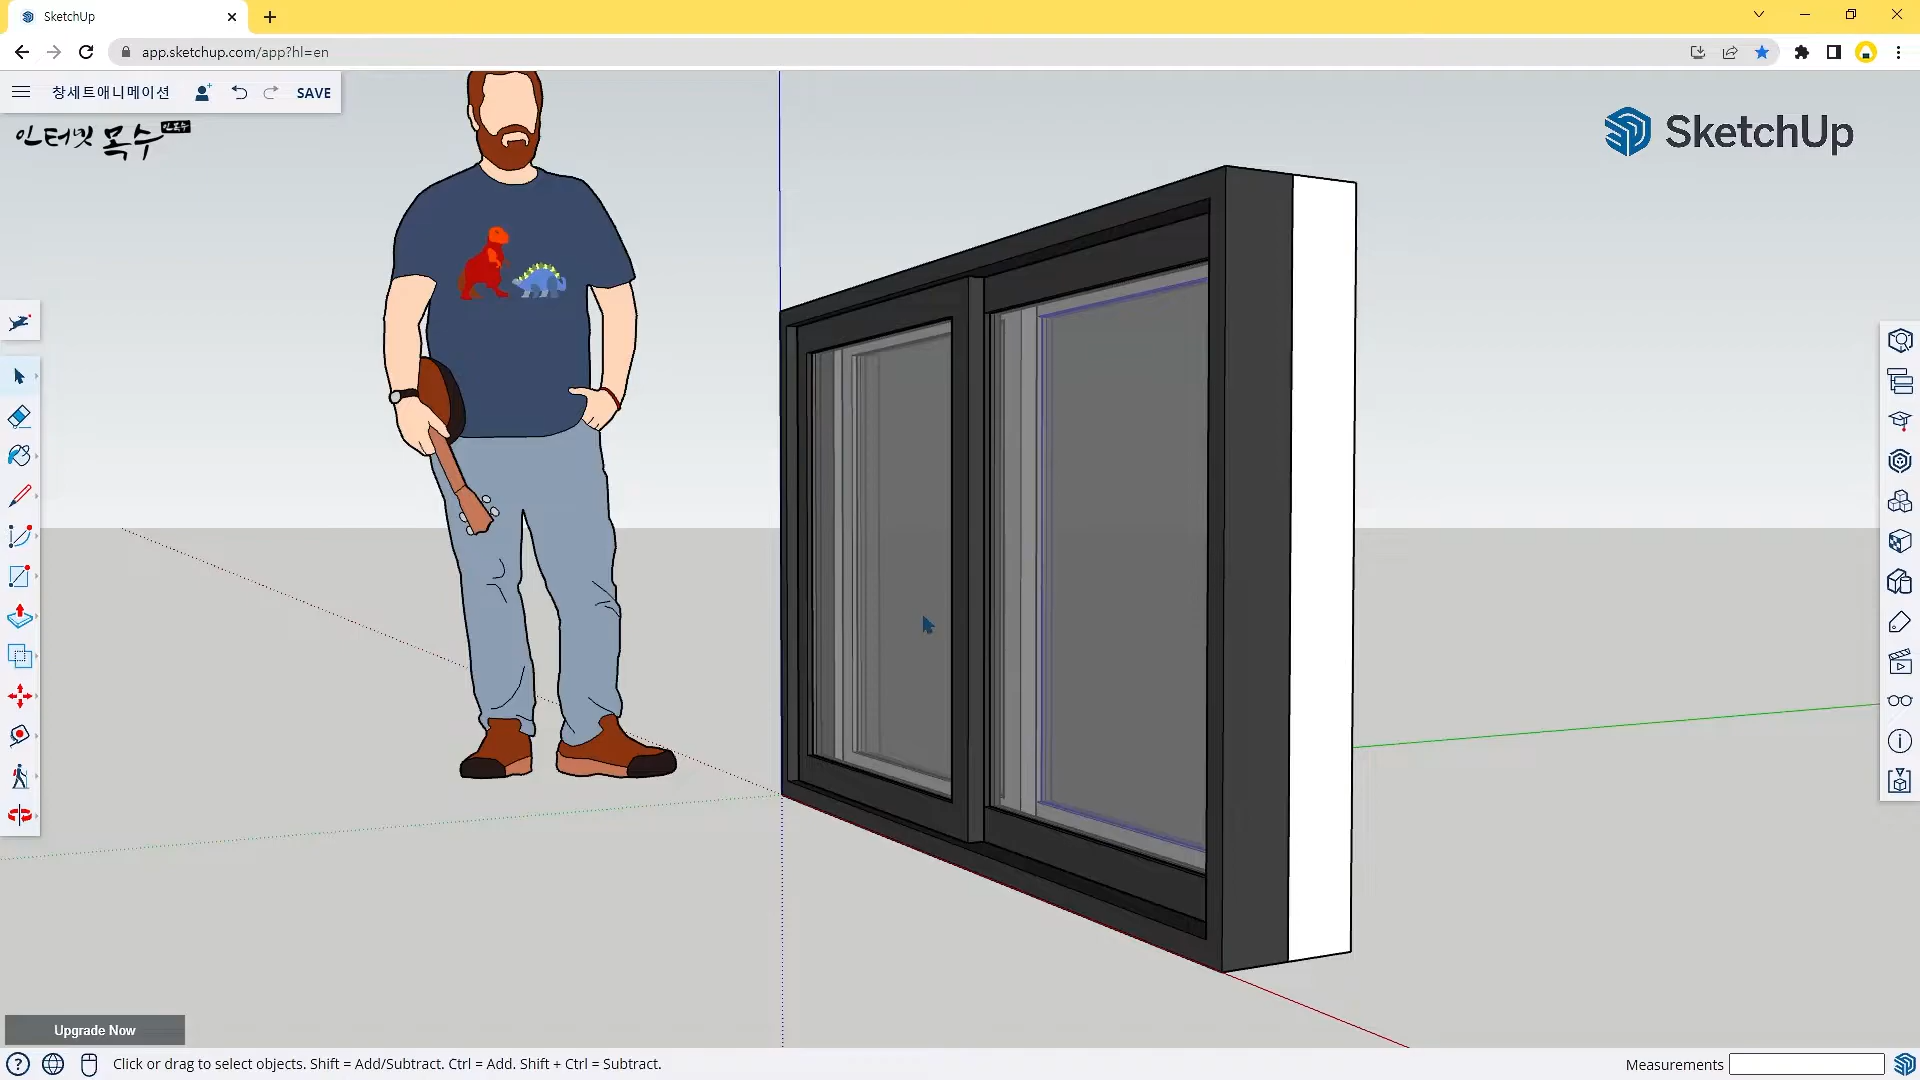 SketchUp
app.sketchup.com/app?hl=en
창세트애니메이션
SAVE
인터넷 목수
SketchUp
Upgrade Now
Click or drag to select objects. Shift = Add/Subtract. Ctrl = Add. Shift + Ctrl = Subtract.
Measurements